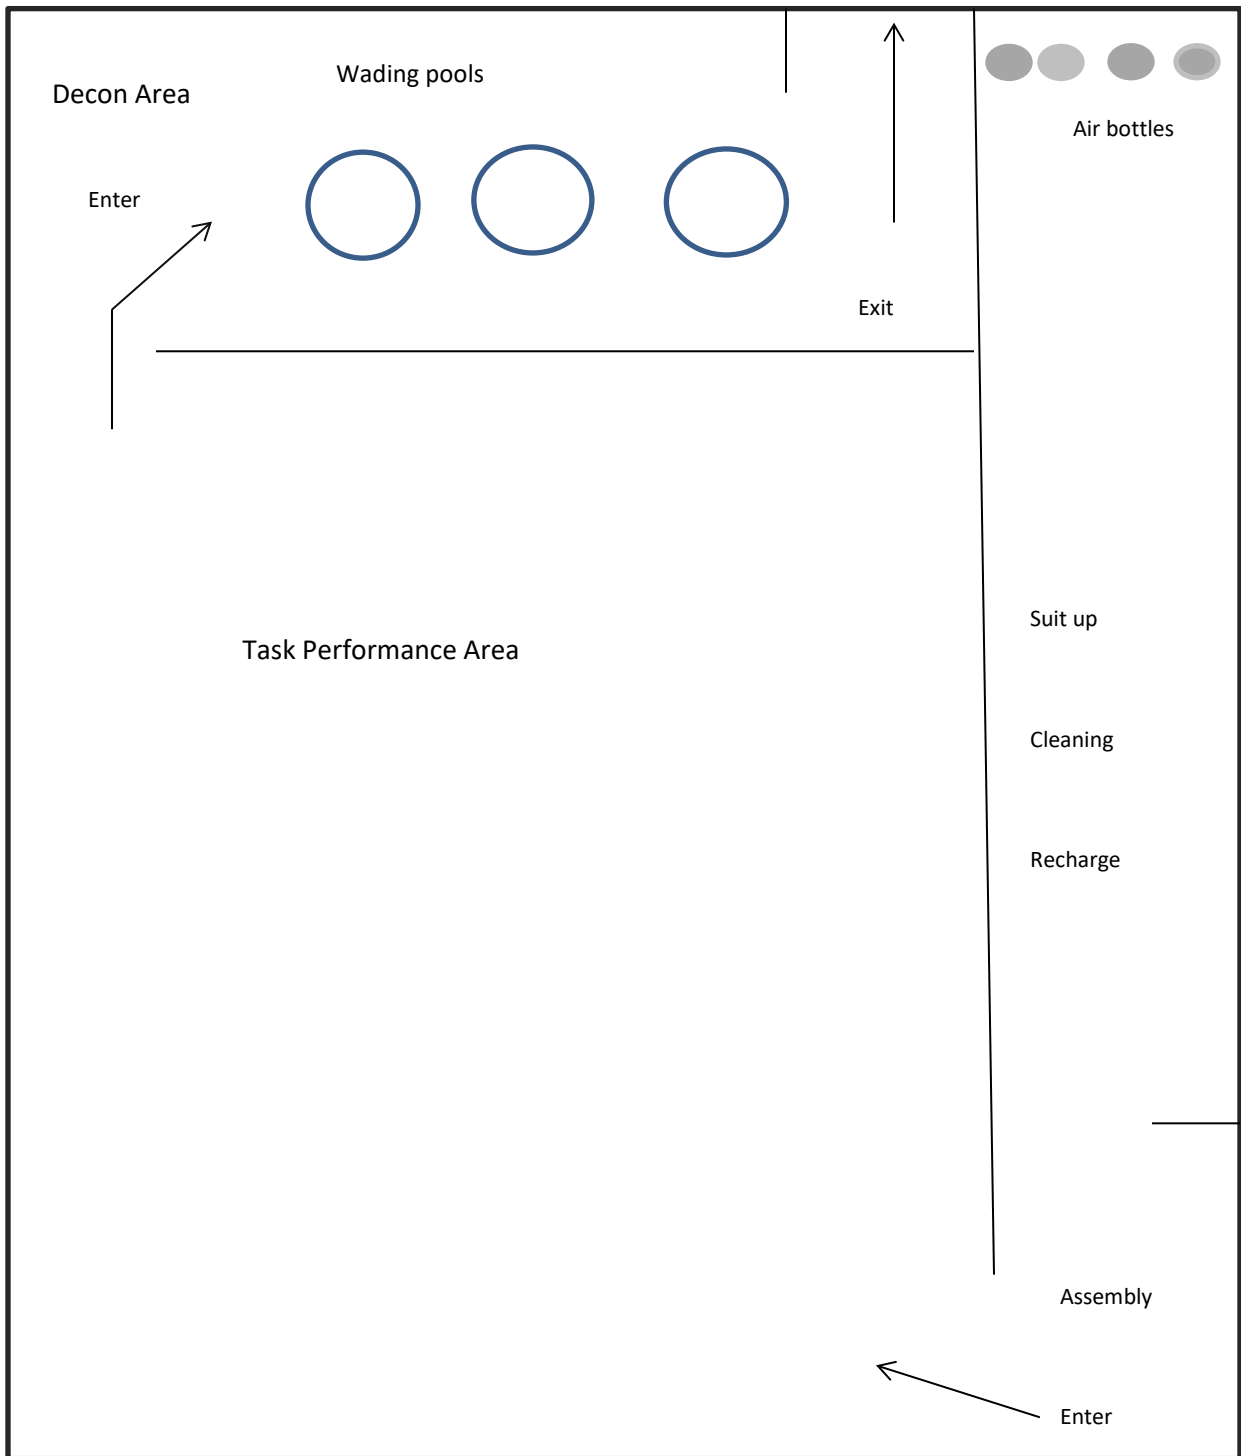 Wading pools
Decon Area
Air bottles
Enter
Exit
Suit up
Task Performance Area
Cleaning
Recharge
Assembly
Enter